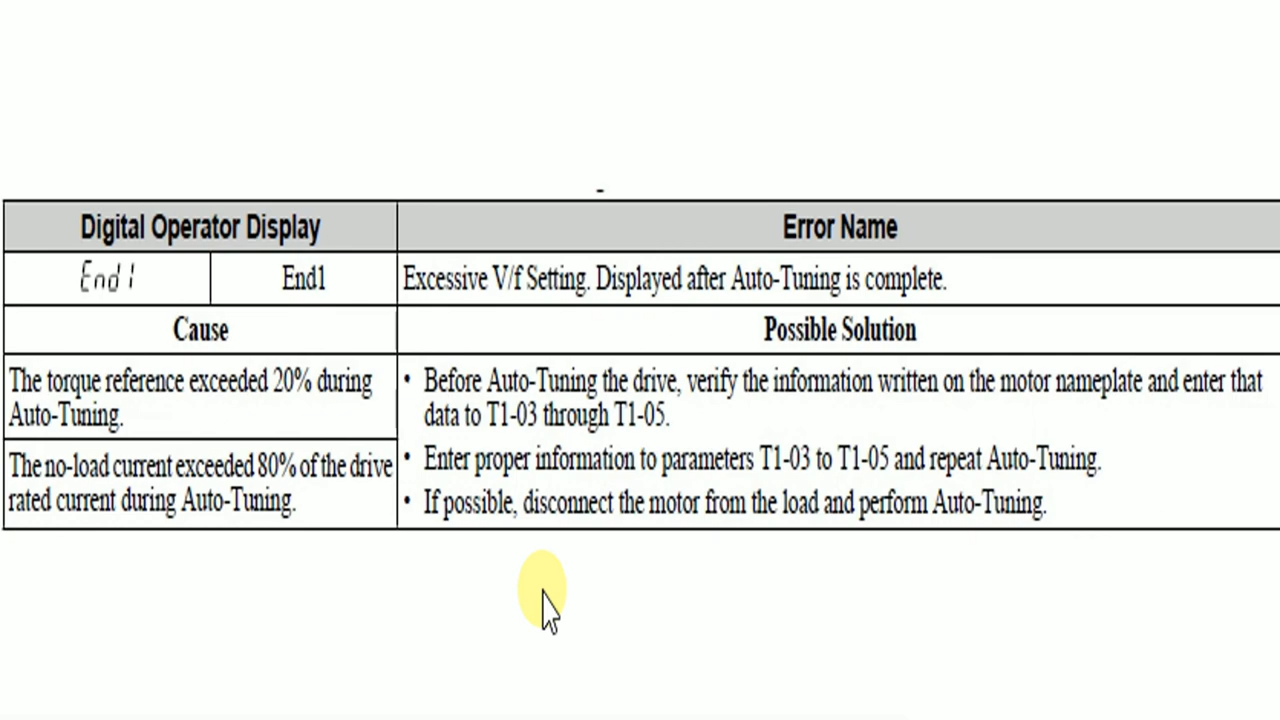 Digital Operator Display
Error Name
End1
End1
Excessive V/f Setting. Displayed after Auto-Tuning is complete.
Cause
Possible Solution
The torque reference exceeded 20% during
Auto-Tuning.
The no-load current exceeded 80% of the drive
rated current during Auto-Tuning.
• Before Auto-Tuning the drive, verify the information written on the motor nameplate and enter that
data to T1-03 through T1-05.
• Enter proper information to parameters T1-03 to T1-05 and repeat Auto-Tuning.
• If possible, disconnect the motor from the load and perform Auto-Tuning.